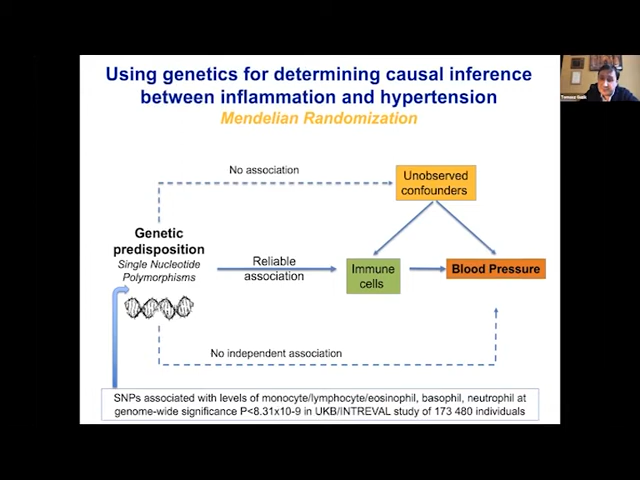 Using genetics for determining causal inference
between inflammation and hypertension
Mendelian Randomization
No association
Unobserved
confounders
Genetic
predisposition
Single Nucleotide
Polymorphisms
Reliable
association
Immune
cells
Blood Pressure
No independent association
SNPs associated with levels of monocyte/lymphocyte/eosinophil, basophil, neutrophil at
genome-wide significance P<8.31x10-9 in UKB/INTREVAL study of 173 480 individuals